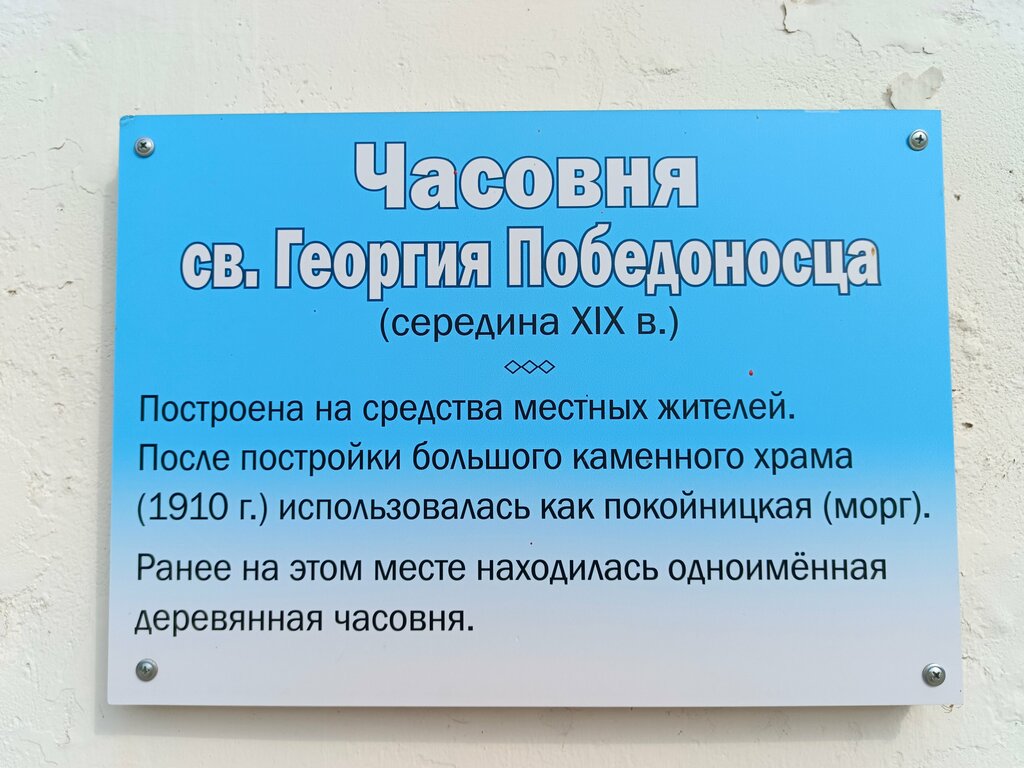 Часовня
св. Георгия Победоносца
(середина XIX в.)
Построена на средства местных жителей.
После постройки большого каменного храма
(1910 г.) использовалась как покойницкая (морг).
Ранее на этом месте находилась одноимённая
деревянная часовня.